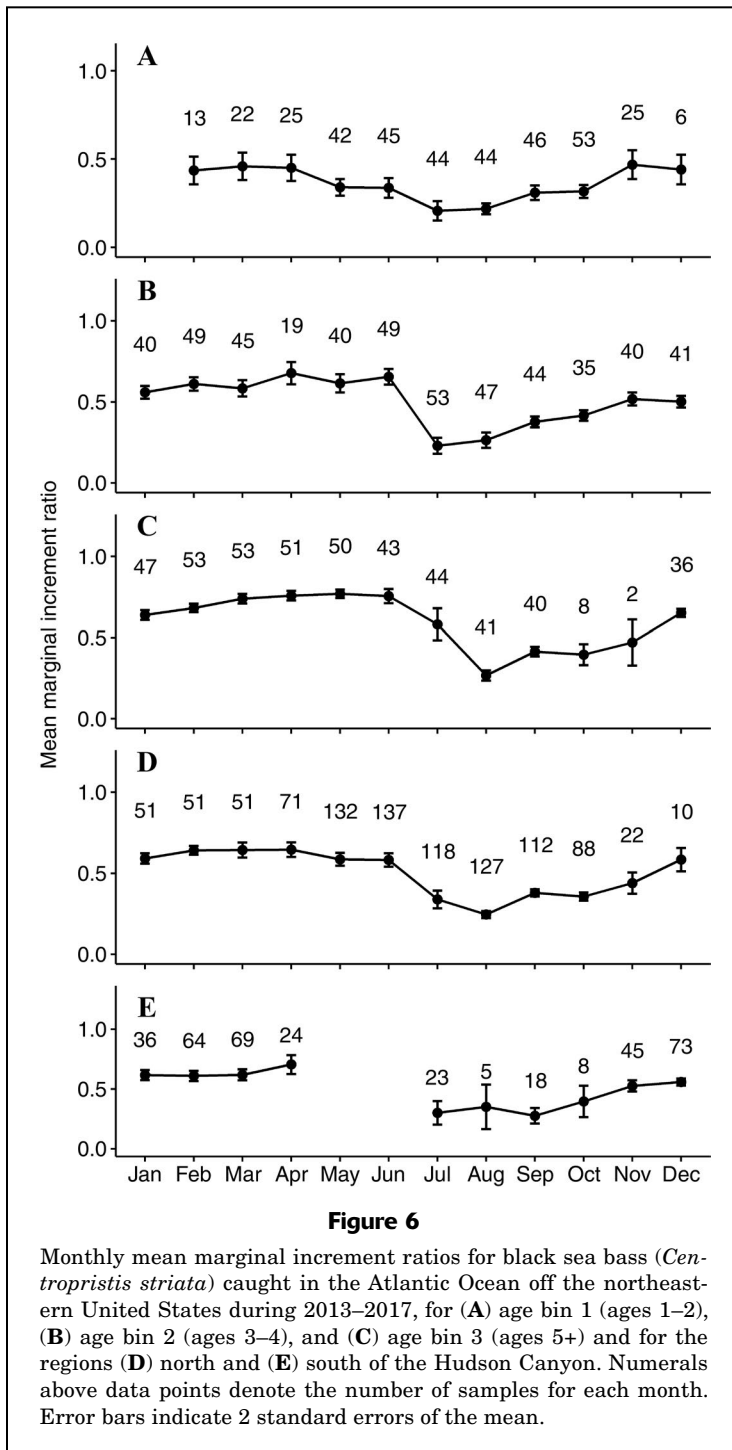 A
1.0
13 22 25 42 45 44 44 46 53 25 6
0.5
0.0
B
1.0
40 49 45 19 40 49 53 47 44 35 40 41
0.5
0.0
Mean marginal increment ratio
C
1.0
47 53 53 51 50 43 44 41 40 8 2 36
0.5
0.0
D
1.0
51 51 51 71 132 137 118 127 112 88 22 10
0.5
0.0
E
1.0
36 64 69 24 23 5 18 8 45 73
0.5
0.0
Jan Feb Mar Apr May Jun Jul Aug Sep Oct Nov Dec
Figure 6
Monthly mean marginal increment ratios for black sea bass (Cen-
tropristis striata) caught in the Atlantic Ocean off the northeast-
ern United States during 2013–2017, for (A) age bin 1 (ages 1–2),
(B) age bin 2 (ages 3–4), and (C) age bin 3 (ages 5+) and for the
regions (D) north and (E) south of the Hudson Canyon. Numerals
above data points denote the number of samples for each month.
Error bars indicate 2 standard errors of the mean.